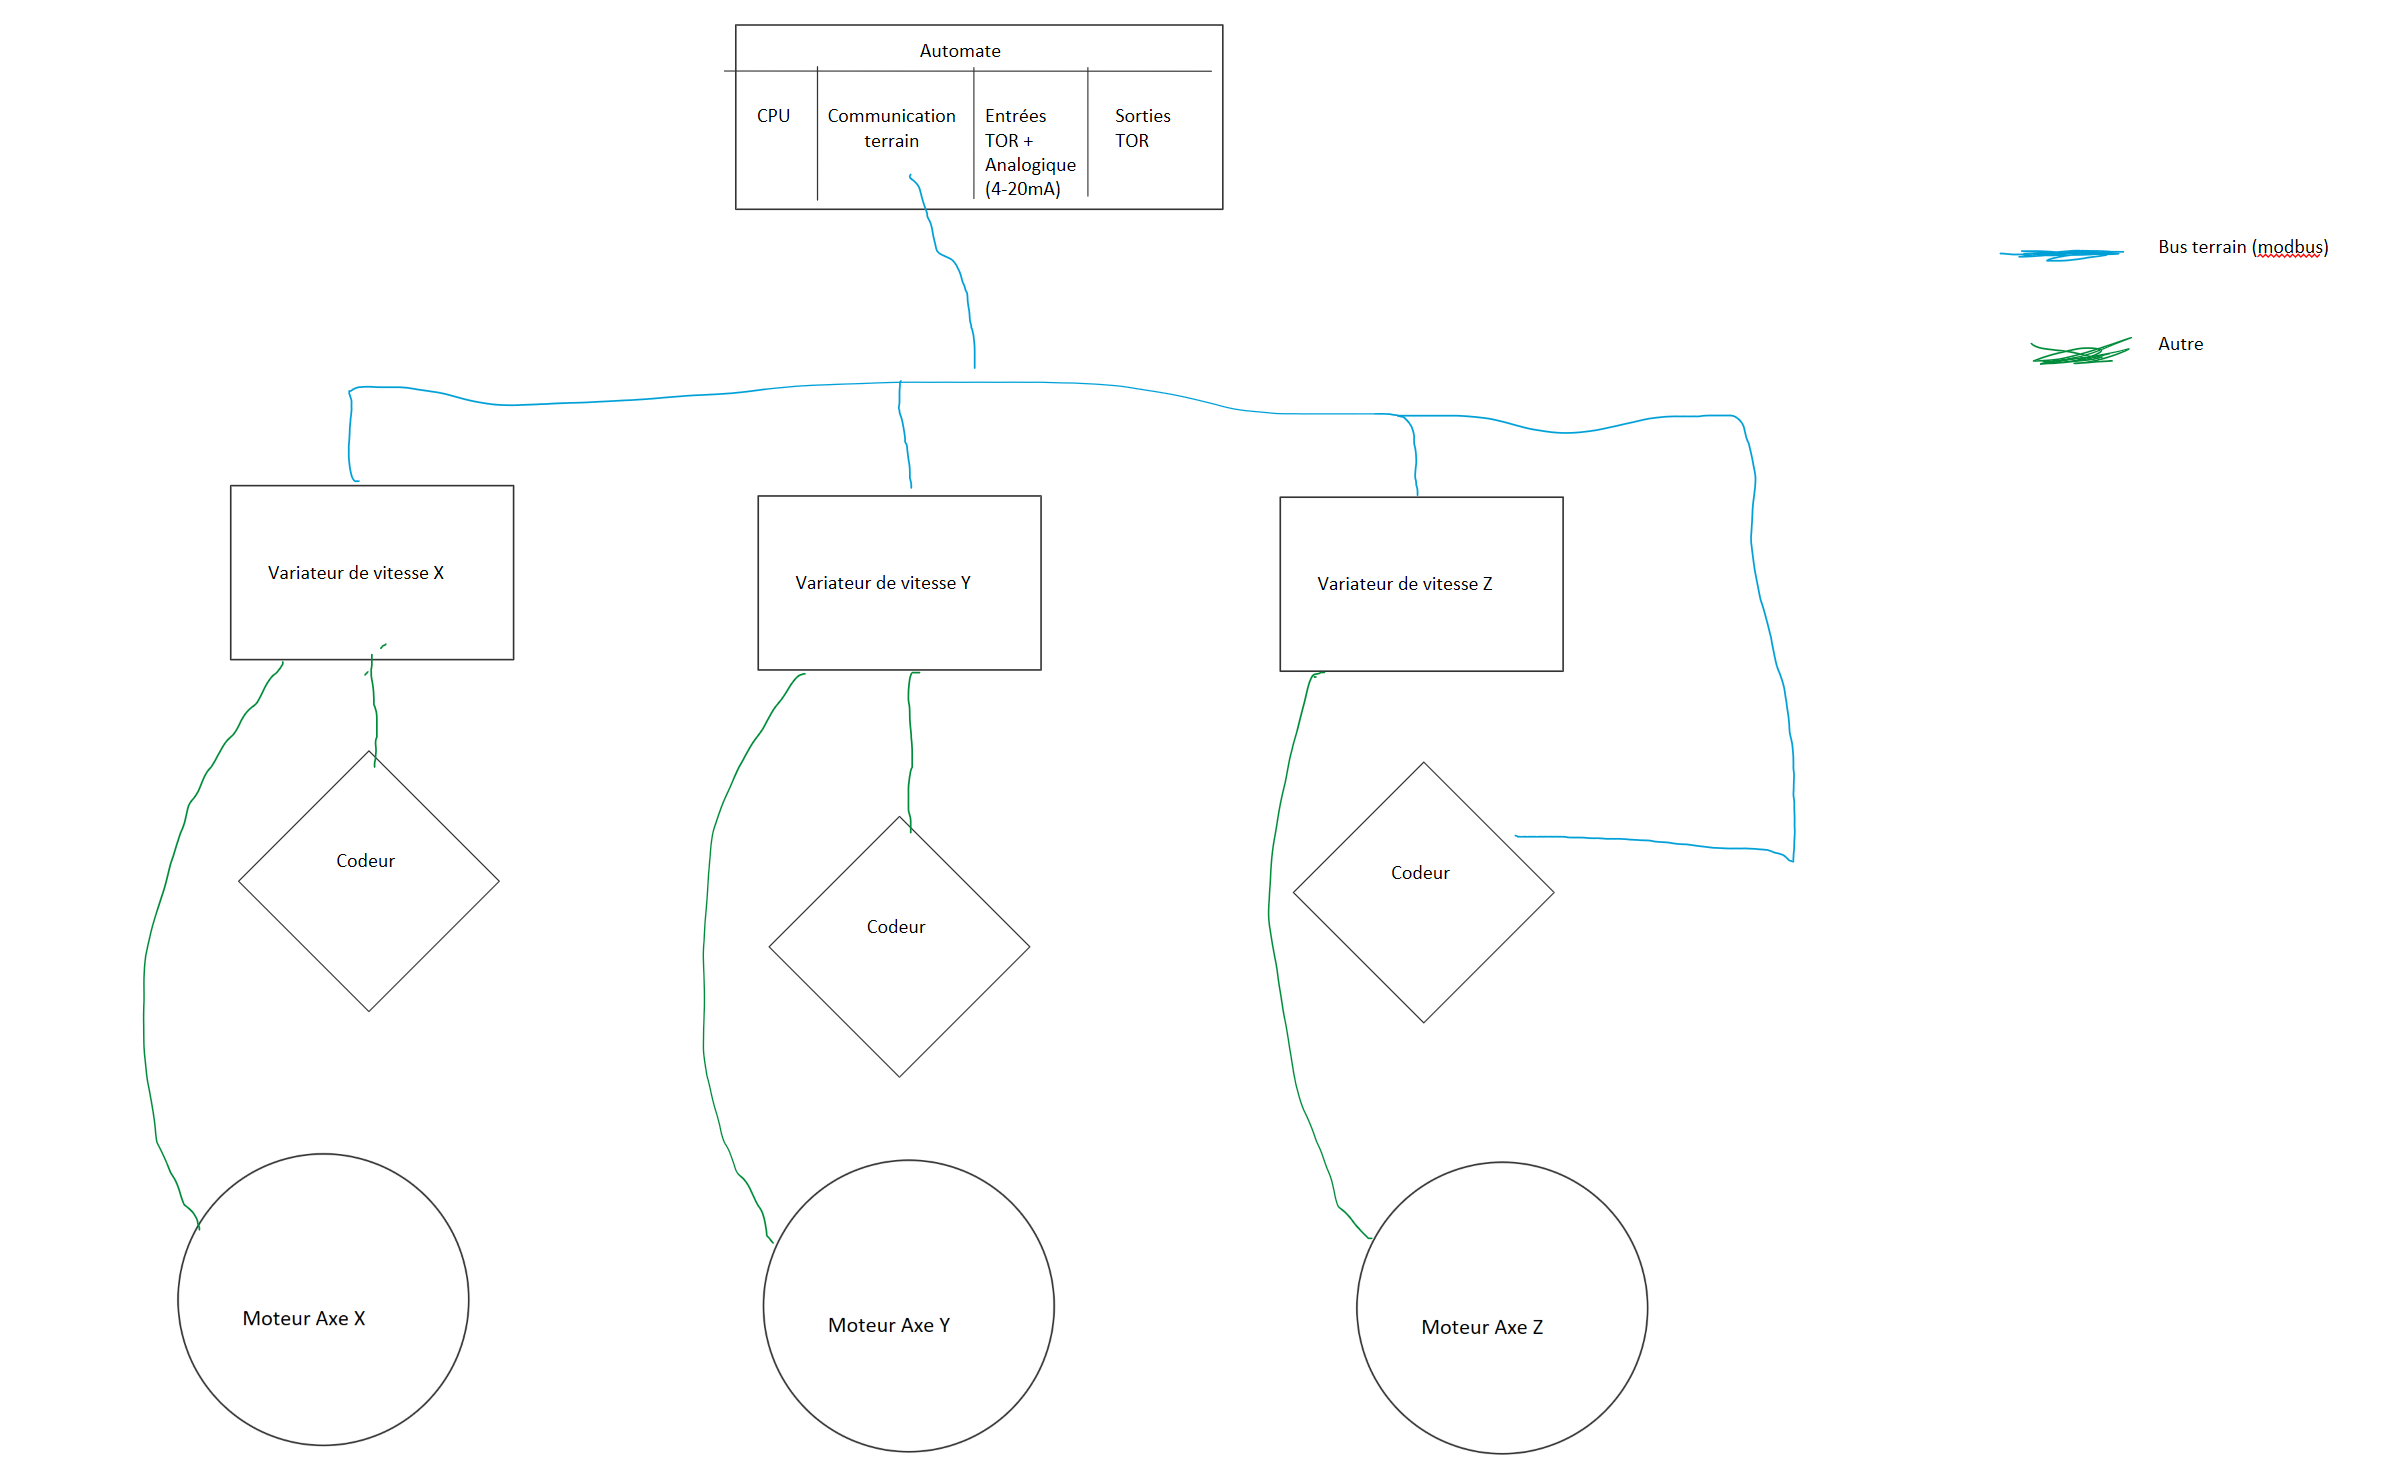 Automate
CPU
Communication
terrain
Entrées
TOR +
Analogique
(4-20mA)
Sorties
TOR
Bus terrain (modbus)
Autre
Variateur de vitesse X
Variateur de vitesse Y
Variateur de vitesse Z
Codeur
Codeur
Codeur
Moteur Axe X
Moteur Axe Y
Moteur Axe Z